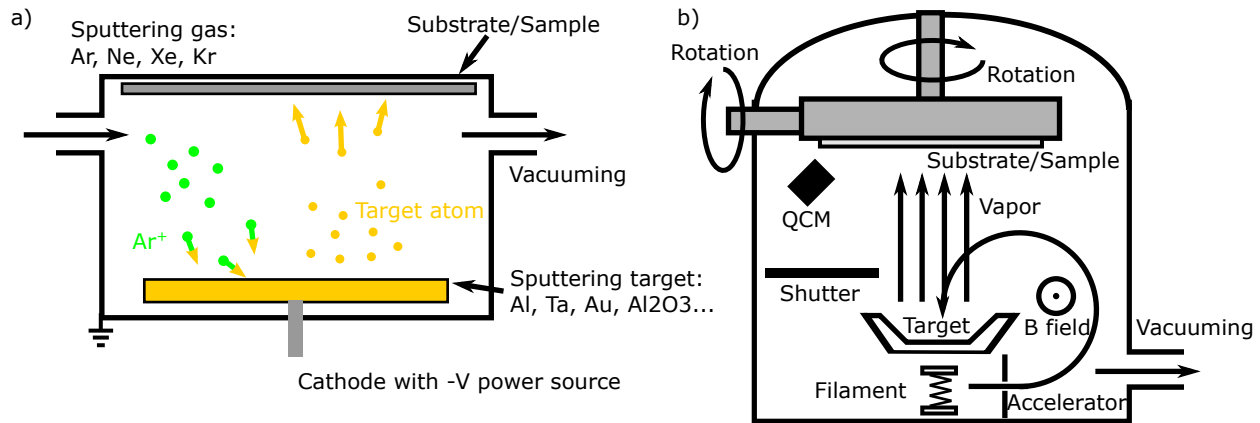 a)
Sputtering gas:
Ar, Ne, Xe, Kr
Substrate/Sample
Vacuuming
Target atom
Ar⁺
Sputtering target:
Al, Ta, Au, Al2O3...
Cathode with -V power source
b)
Rotation
Rotation
Substrate/Sample
QCM
Vapor
Shutter
Target
B field
Vacuuming
Filament
Accelerator